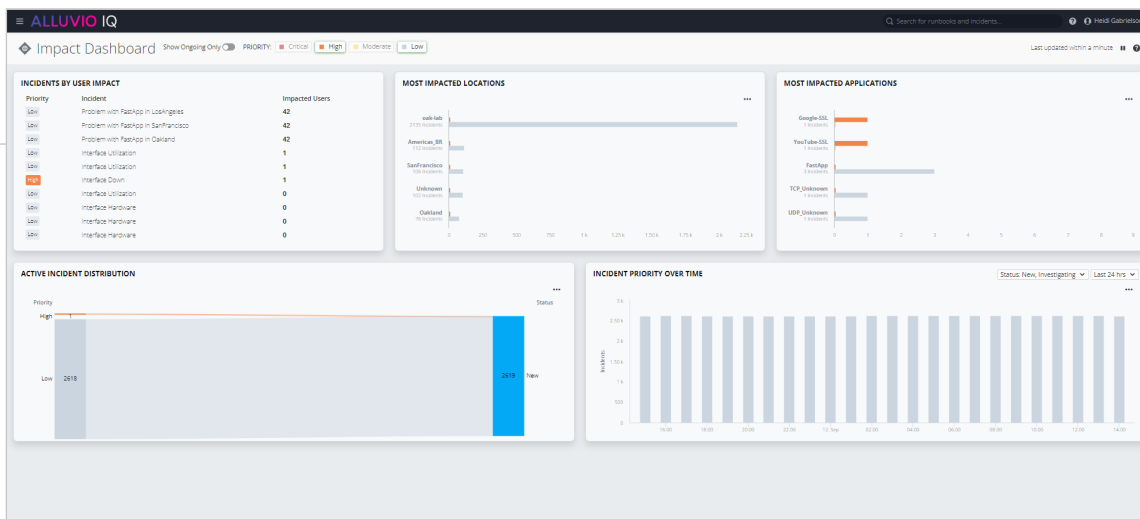 ALLUVIO IQ
Search for runbooks and incidents...
Heidi Gabrielson
Impact Dashboard Show Ongoing Only PRIORITY: Critical High Moderate Low
Last updated within a minute
INCIDENTS BY USER IMPACT
Priority Incident Impacted Users
Low Problem with FastApp in LosAngeles 42
Low Problem with FastApp in SanFrancisco 42
Low Problem with FastApp in Oakland 42
Low Interface Utilization 1
Low Interface Utilization 1
High Interface Down 1
Low Interface Utilization 0
Low Interface Hardware 0
Low Interface Hardware 0
Low Interface Hardware 0
MOST IMPACTED LOCATIONS
oak-lab
Incidents
Americas_BR
112 Incidents
SanFrancisco
Incidents
Unknown
Incidents
Oakland
Incidents
0 250 500 750 1 k 1.25 k 1.50 k 1.75 k 2 k 2.25 k
MOST IMPACTED APPLICATIONS
Google-SSL
1 Incidents
YouTube-SSL
1 Incidents
FastApp
3 Incidents
TCP_Unknown
1 Incidents
UDP_Unknown
1 Incidents
0 1 2 3 4 5 6 7 8 9
ACTIVE INCIDENT DISTRIBUTION
Priority Status
High 1
Low 2618
2619 New
INCIDENT PRIORITY OVER TIME
Status: New, Investigating Last 24 hrs
3 k
2.50 k
2 k
1.50 k
1 k
500
0
Incidents
16:00 18:00 20:00 22:00 12. Sep 02:00 04:00 06:00 08:00 10:00 12:00 14:00